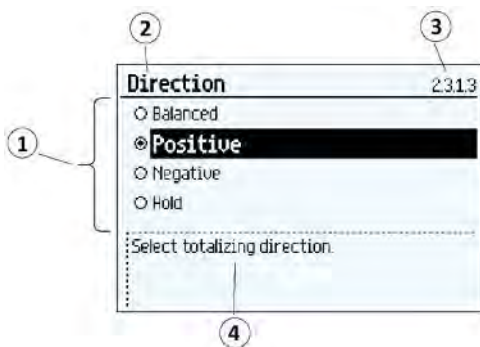 2 3
Direction 2.3.1.3
Balanced
1
Positive
Negative
Hold
Select totalizing direction.
4